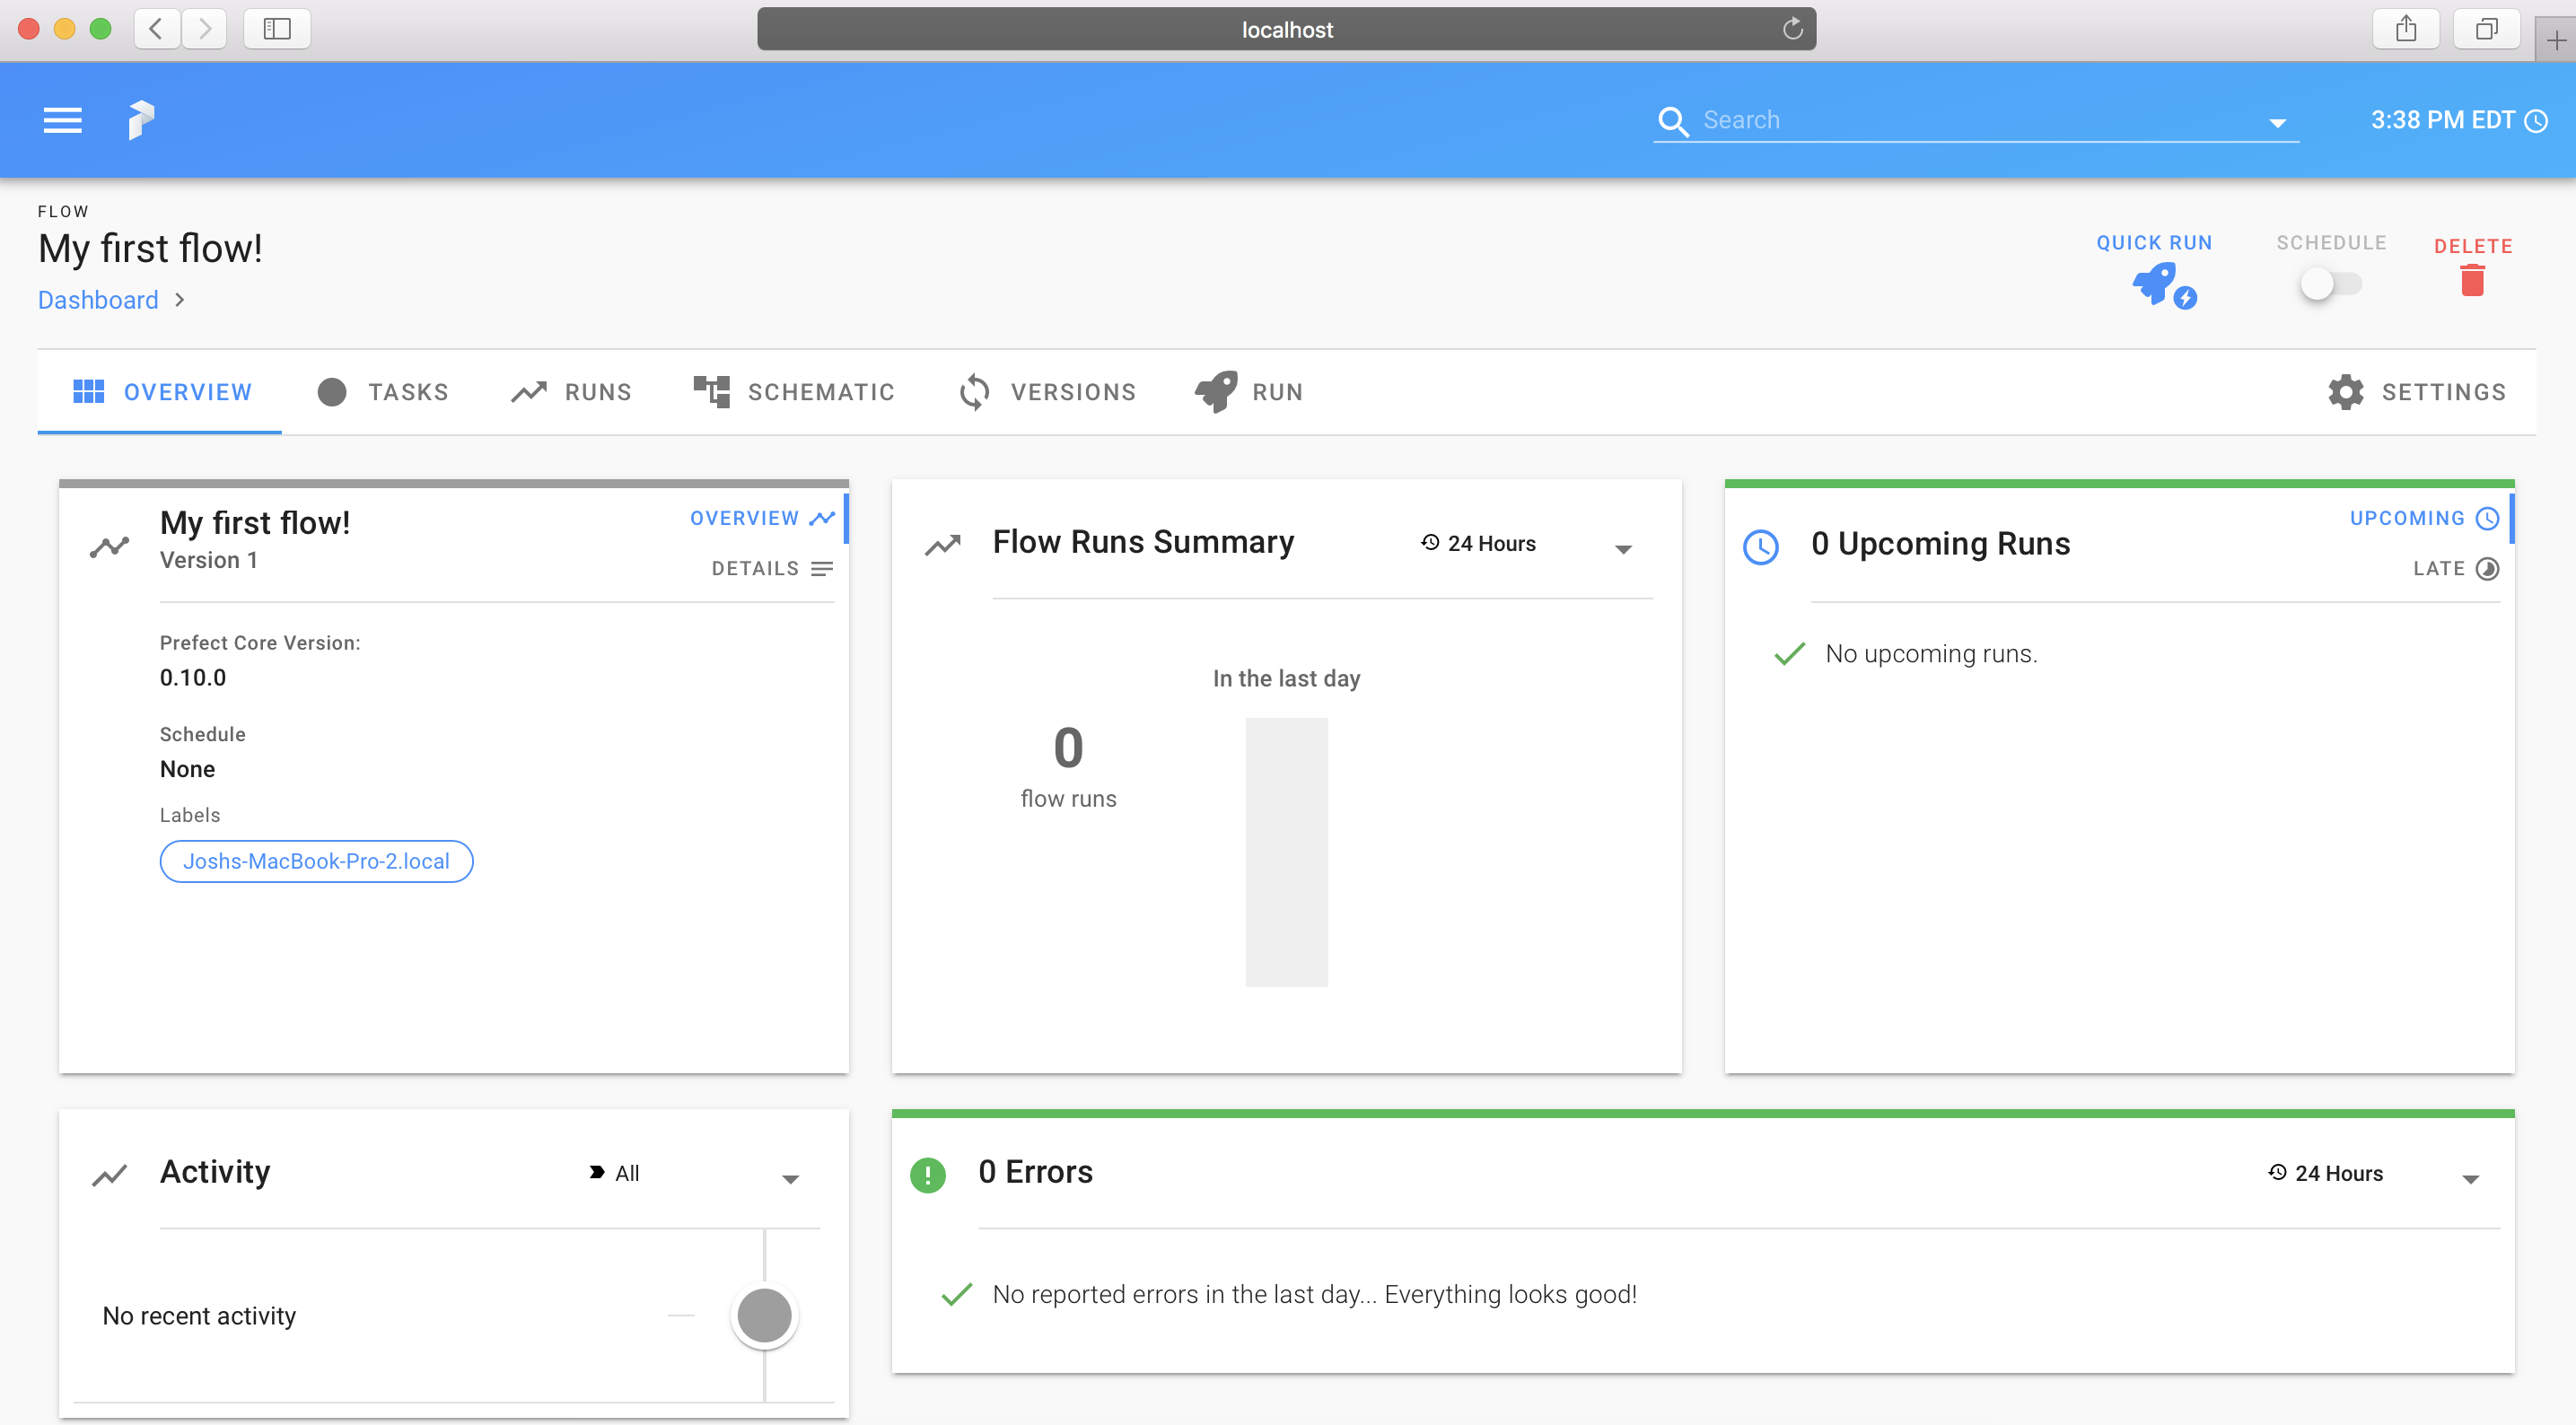 localhost
Search
3:38 PM EDT
FLOW
My first flow!
Dashboard
QUICK RUN
SCHEDULE
DELETE
OVERVIEW
TASKS
RUNS
SCHEMATIC
VERSIONS
RUN
SETTINGS
My first flow!
Version 1
OVERVIEW
DETAILS
Prefect Core Version:
0.10.0
Schedule
None
Labels
Joshs-MacBook-Pro-2.local
Flow Runs Summary
24 Hours
In the last day
0
flow runs
0 Upcoming Runs
UPCOMING
LATE
No upcoming runs.
Activity
All
No recent activity
0 Errors
24 Hours
No reported errors in the last day... Everything looks good!